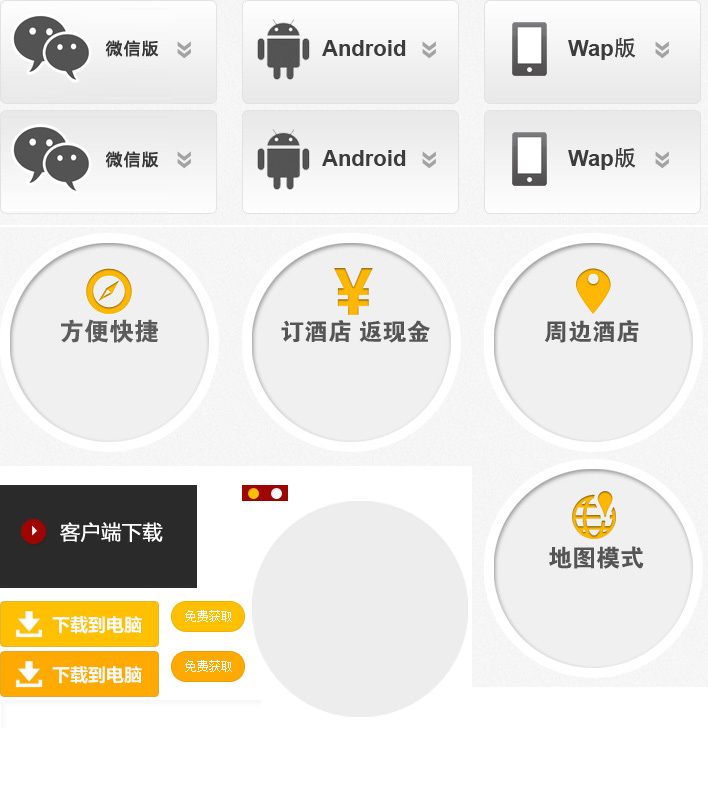 微信版
Android
Wap版
微信版
Android
Wap版
方便快捷
订酒店 返现金
周边酒店
客户端下载
地图模式
下载到电脑
免费获取
下载到电脑
免费获取